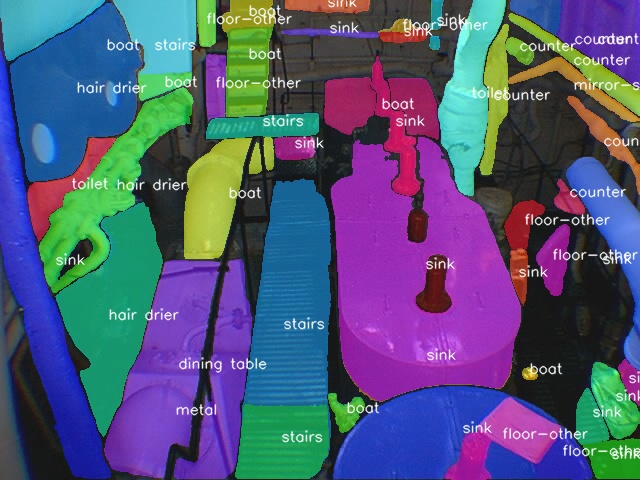 boat
sink
floor-other
sink
floor-other
sink
boat stairs
boat
counter
counter
counter
counter
hair drier
boat
floor-other
toilet
counter
mirror-s
boat
stairs
sink
sink
coun
toilet hair drier
boat
counter
floor-other
sink
sink
sink
floor-other
hair drier
stairs
sink
dining table
boat
metal
boat
sink
stairs
sink
floor-other
floor-othe
sink